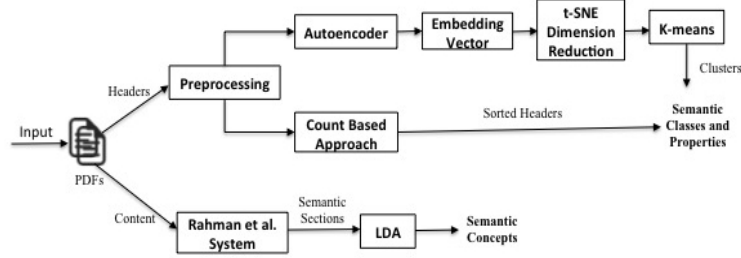 Input
PDFs
Headers
Content
Preprocessing
Autoencoder
Embedding
Vector
t-SNE
Dimension
Reduction
K-means
Clusters
Count Based
Approach
Sorted Headers
Semantic
Classes and
Properties
Rahman et al.
System
Semantic
Sections
LDA
Semantic
Concepts